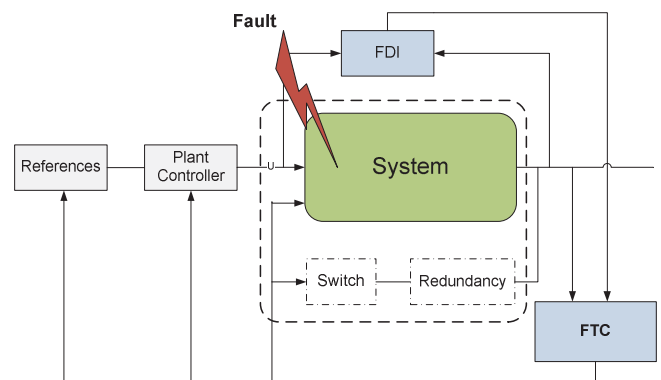 Fault
FDI
References
Plant
Controller
U
System
Switch
Redundancy
FTC